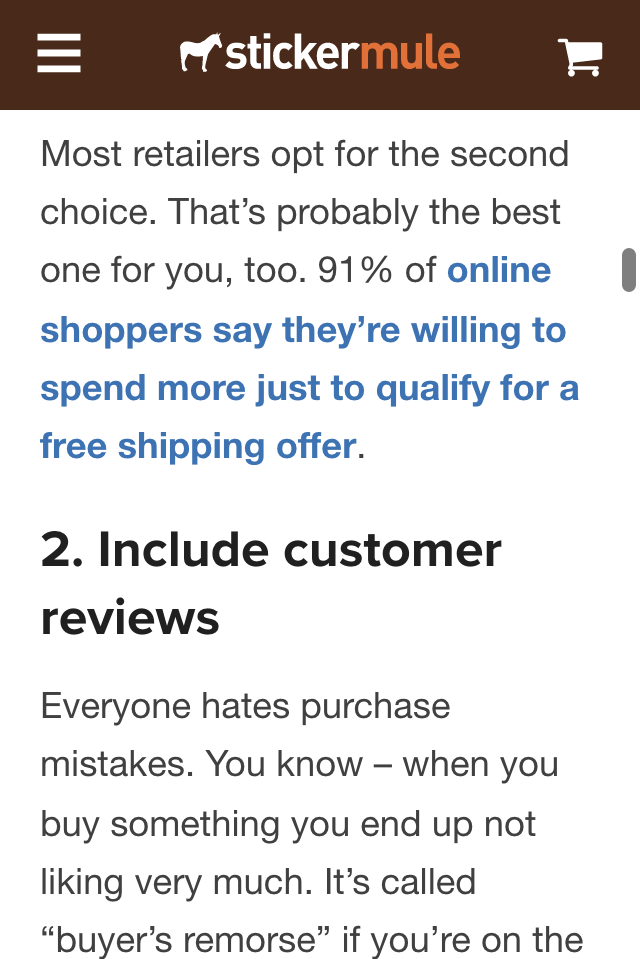 stickermule
Most retailers opt for the second
choice. That’s probably the best
one for you, too. 91% of online
shoppers say they’re willing to
spend more just to qualify for a
free shipping offer.
2. Include customer
reviews
Everyone hates purchase
mistakes. You know – when you
buy something you end up not
liking very much. It’s called
“buyer’s remorse” if you’re on the